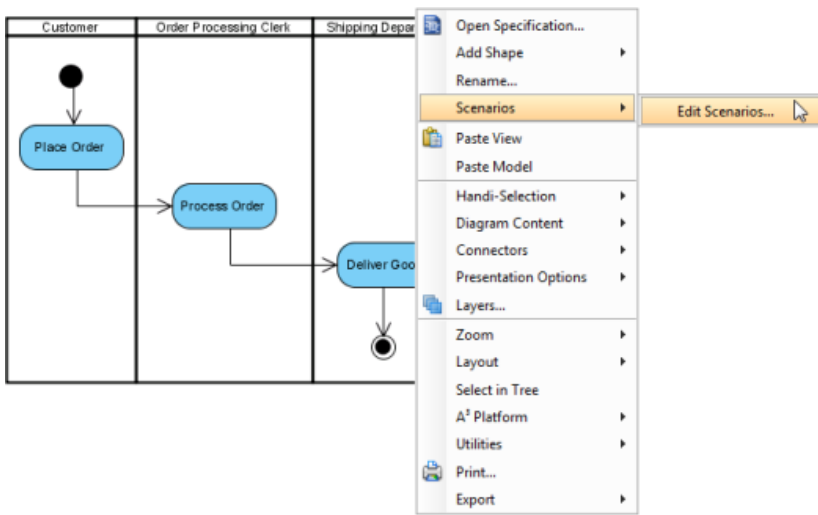 Customer
Order Processing Clerk
Shipping Depar
Place Order
Process Order
Deliver Goo
Open Specification...
Add Shape
Rename...
Scenarios
Edit Scenarios...
Paste View
Paste Model
Handi-Selection
Diagram Content
Connectors
Presentation Options
Layers...
Zoom
Layout
Select in Tree
A³ Platform
Utilities
Print...
Export